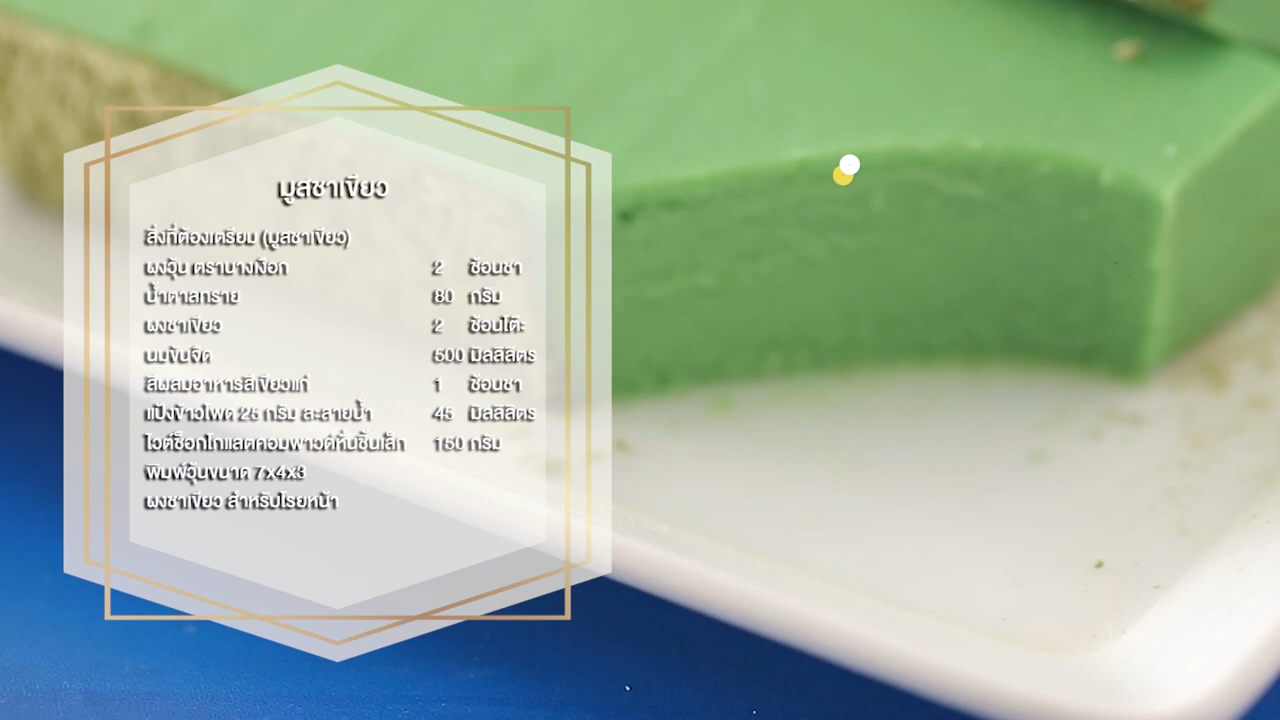 มูสชาเขียว
สิ่งที่ต้องเตรียม (มูสชาเขียว)
ผงวุ้น ตรานางเงือก 2 ช้อนชา
น้ำตาลทราย 80 กรัม
ผงชาเขียว 2 ช้อนโต๊ะ
นมข้นจืด 500 มิลลิลิตร
สีผสมอาหารสีเขียวแก่ 1 ช้อนชา
แป้งข้าวโพด 25 กรัม ละลายน้ำ 45 มิลลิลิตร
ไวต์ช็อกโกแลตคอมพาวด์หั่นชิ้นเล็ก 150 กรัม
พิมพ์วุ้นขนาด 7x4x3
ผงชาเขียว สำหรับโรยหน้า